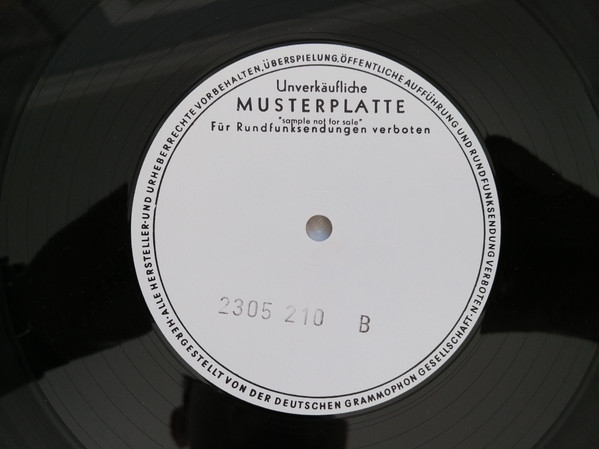 ALLE HERSTELLER-UND URHEBERRECHTE VORBEHALTEN, ÜBERSPIELUNG, ÖFFENTLICHE AUFFÜHRUNG UND RUNDFUNKSENDUNG VERBOTEN·
HERGESTELLT VON DER DEUTSCHEN GRAMMOPHON GESELLSCHAFT·
Unverkäufliche
MUSTERPLATTE
"sample not for sale"
Für Rundfunksendungen verboten
2305 210 B